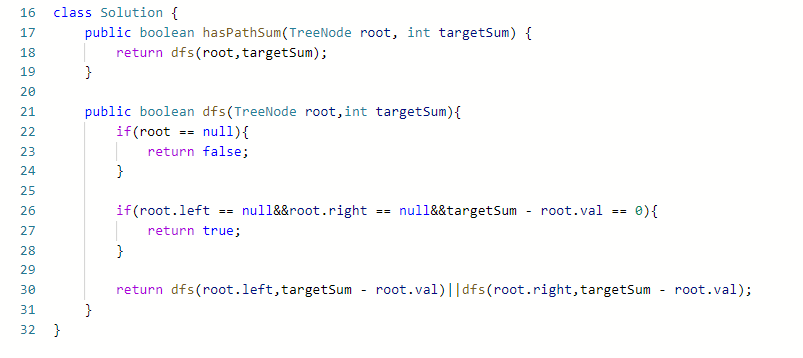 16 class Solution {
17     public boolean hasPathSum(TreeNode root, int targetSum) {
18         return dfs(root,targetSum);
19     }
20
21     public boolean dfs(TreeNode root,int targetSum){
22         if(root == null){
23             return false;
24         }
25
26         if(root.left == null&&root.right == null&&targetSum - root.val == 0){
27             return true;
28         }
29
30         return dfs(root.left,targetSum - root.val)||dfs(root.right,targetSum - root.val);
31     }
32 }